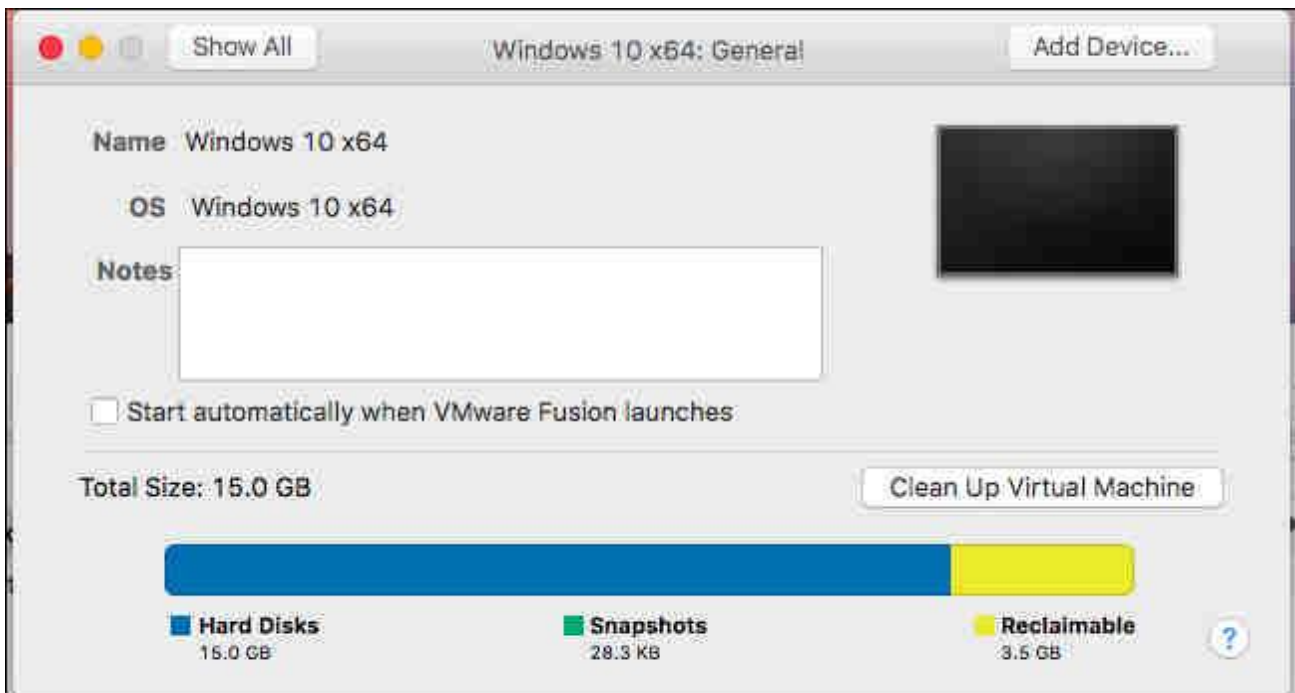 Show All
Windows 10 x64: General
Add Device...
Name Windows 10 x64
OS Windows 10 x64
Notes
Start automatically when VMware Fusion launches
Total Size: 15.0 GB
Clean Up Virtual Machine
Hard Disks
15.0 GB
Snapshots
28.3 KB
Reclaimable
3.5 GB
?